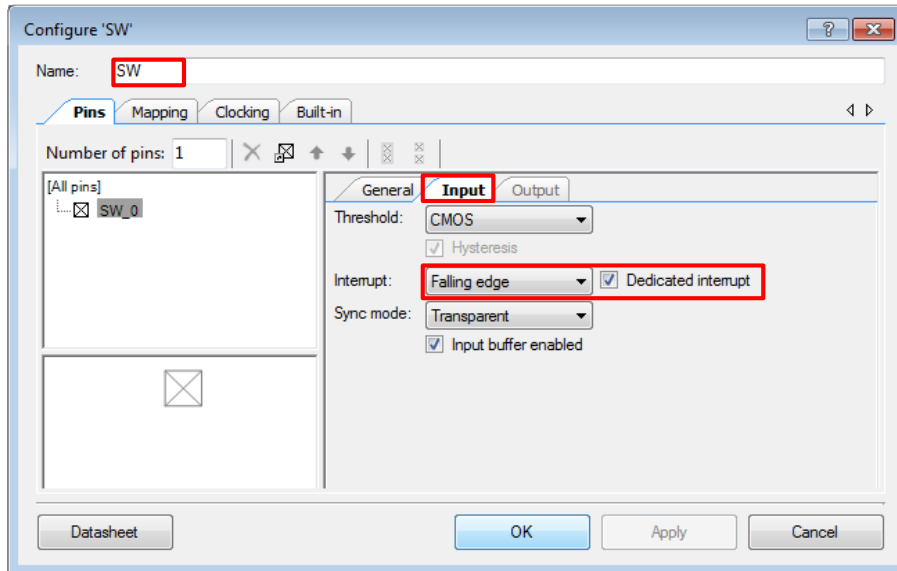 Configure 'SW'
Name: SW
Pins Mapping Clocking Built-in
Number of pins: 1
[All pins]
SW_0
General Input Output
Threshold: CMOS
Hysteresis
Interrupt: Falling edge Dedicated interrupt
Sync mode: Transparent
Input buffer enabled
Datasheet OK Apply Cancel